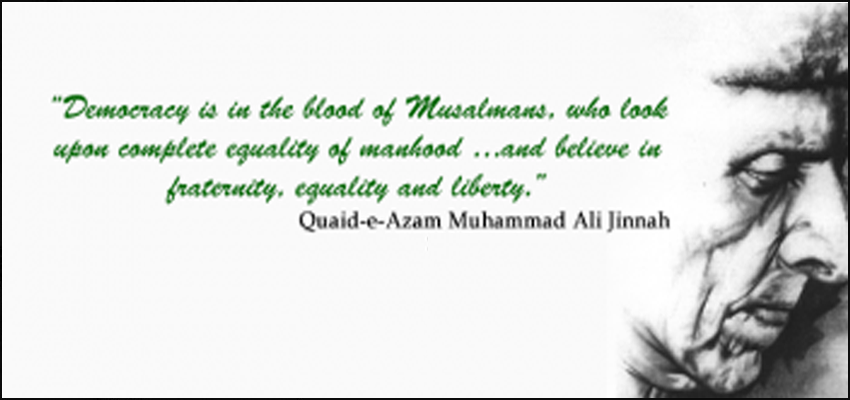 "Democracy is in the blood of Musalmans, who look
upon complete equality of manhood ...and believe in
fraternity, equality and liberty."
Quaid-e-Azam Muhammad Ali Jinnah